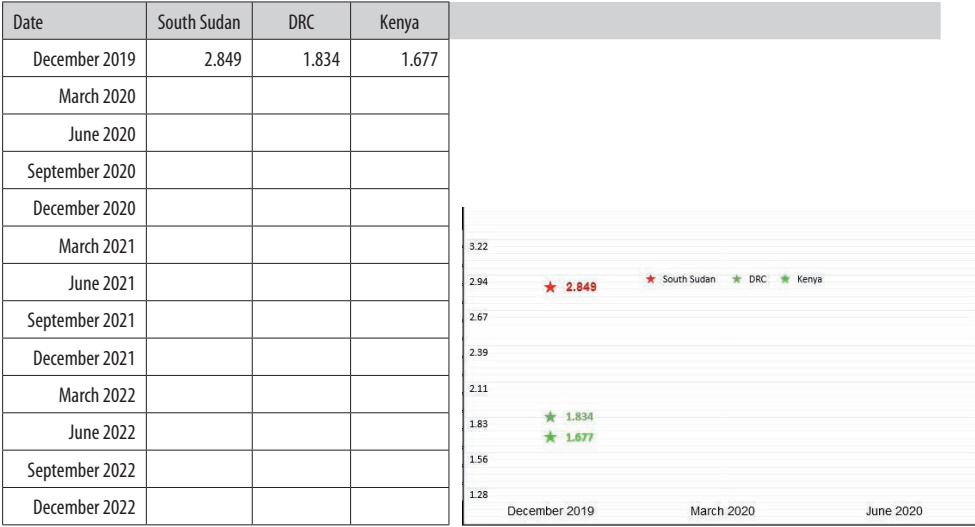 Date South Sudan DRC Kenya
December 2019 2.849 1.834 1.677
March 2020
June 2020
September 2020
December 2020
March 2021
June 2021
September 2021
December 2021
March 2022
June 2022
September 2022
December 2022
3.22
2.94
2.67
2.39
2.11
1.83
1.56
1.28
South Sudan DRC Kenya
2.849
1.834
1.677
December 2019 March 2020 June 2020